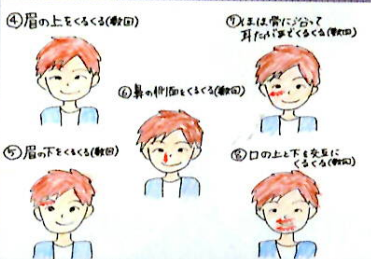 ④眉の上をくるくる(数回)
⑤眉の下をくるくる(数回)
⑥鼻の側面をくるくる(数回)
⑦ほほ骨に沿って
耳たぶまでくるくる(数回)
⑧口の上と下を交互に
くるくる(数回)